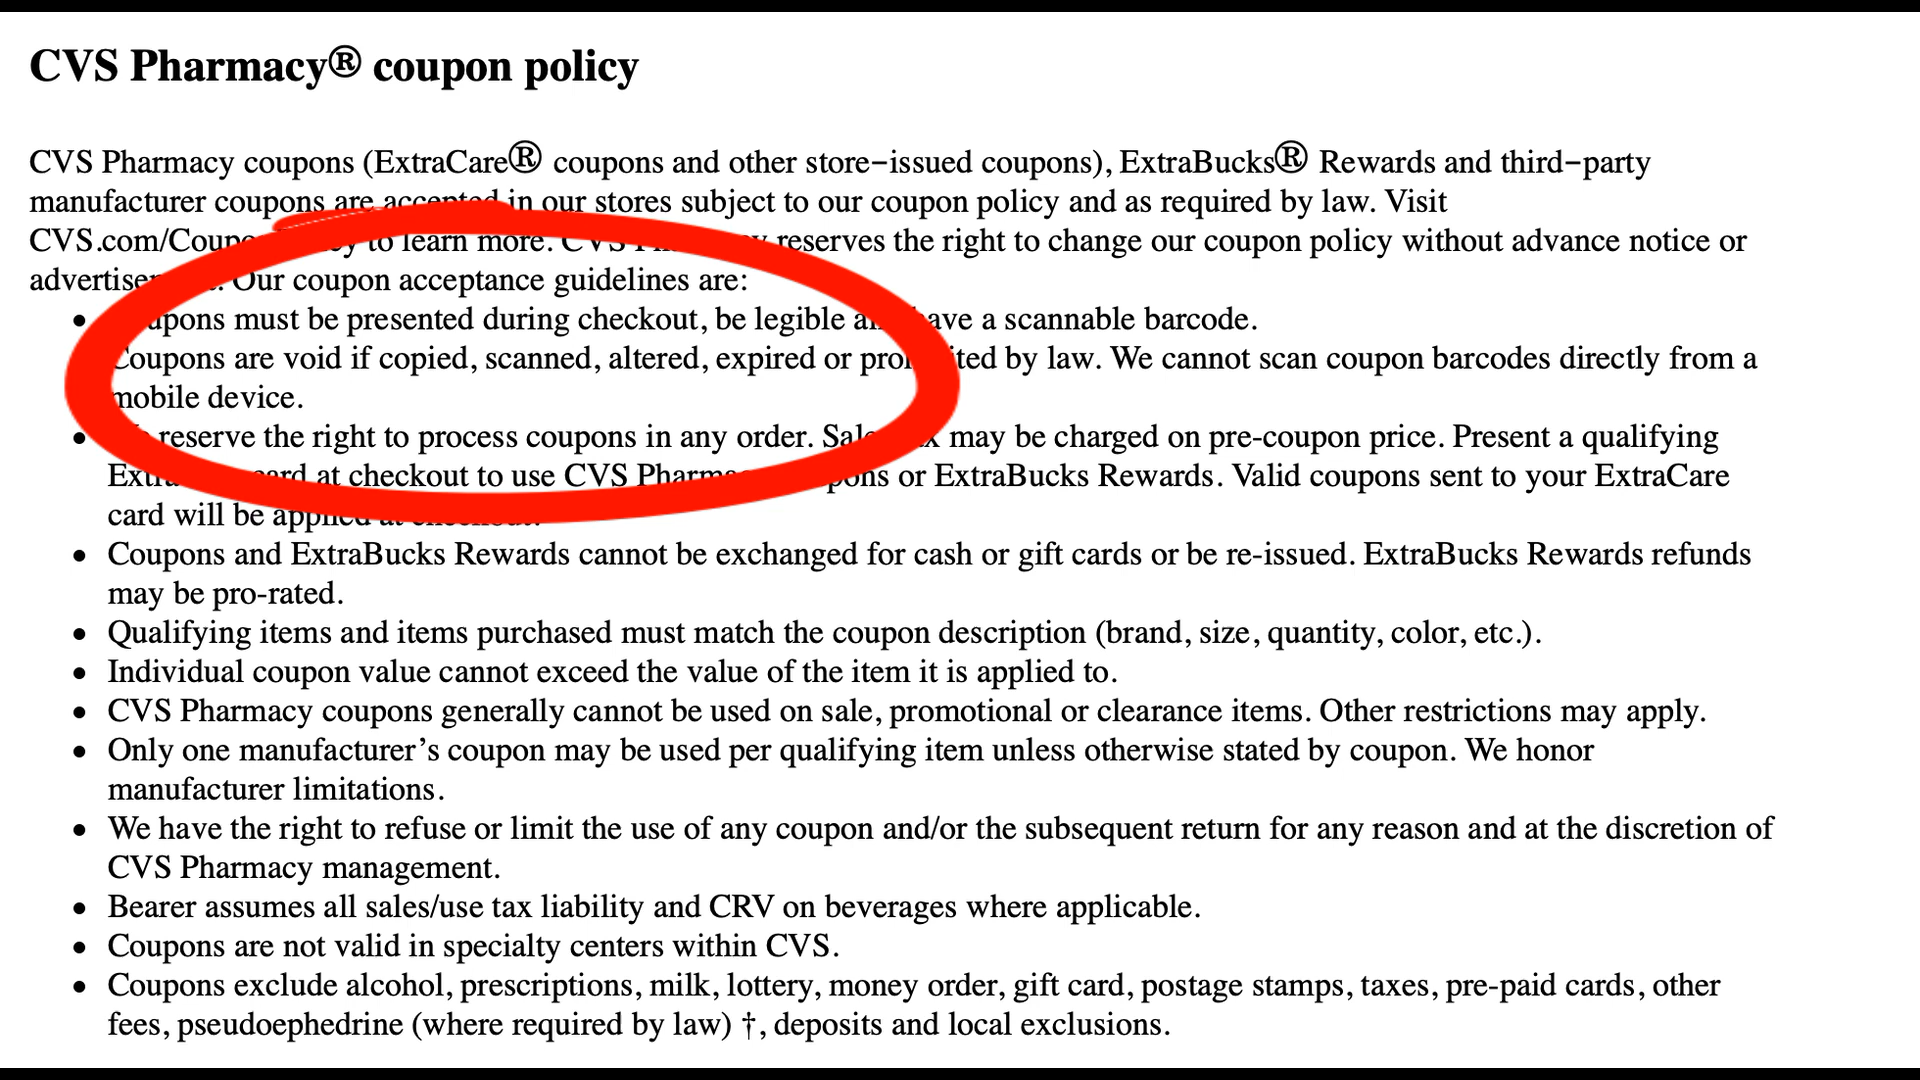 CVS Pharmacy® coupon policy
CVS Pharmacy coupons (ExtraCare® coupons and other store-issued coupons), ExtraBucks® Rewards and third-party
manufacturer coupons are accepted in our stores subject to our coupon policy and as required by law. Visit
to learn more. CVS reserves the right to change our coupon policy without advance notice or
Our coupon acceptance guidelines are:
• must be presented during checkout, be legible have a scannable barcode.
Coupons are void if copied, scanned, altered, expired or prohibited by law. We cannot scan coupon barcodes directly from a
mobile device.
• reserve the right to process coupons in any order. may be charged on pre-coupon price. Present a qualifying
at checkout to use CVS or ExtraBucks Rewards. Valid coupons sent to your ExtraCare
card will be applied at checkout.
• Coupons and ExtraBucks Rewards cannot be exchanged for cash or gift cards or be re-issued. ExtraBucks Rewards refunds
may be pro-rated.
• Qualifying items and items purchased must match the coupon description (brand, size, quantity, color, etc.).
• Individual coupon value cannot exceed the value of the item it is applied to.
• CVS Pharmacy coupons generally cannot be used on sale, promotional or clearance items. Other restrictions may apply.
• Only one manufacturer’s coupon may be used per qualifying item unless otherwise stated by coupon. We honor
manufacturer limitations.
• We have the right to refuse or limit the use of any coupon and/or the subsequent return for any reason and at the discretion of
CVS Pharmacy management.
• Bearer assumes all sales/use tax liability and CRV on beverages where applicable.
• Coupons are not valid in specialty centers within CVS.
• Coupons exclude alcohol, prescriptions, milk, lottery, money order, gift card, postage stamps, taxes, pre-paid cards, other
fees, pseudoephedrine (where required by law) †, deposits and local exclusions.